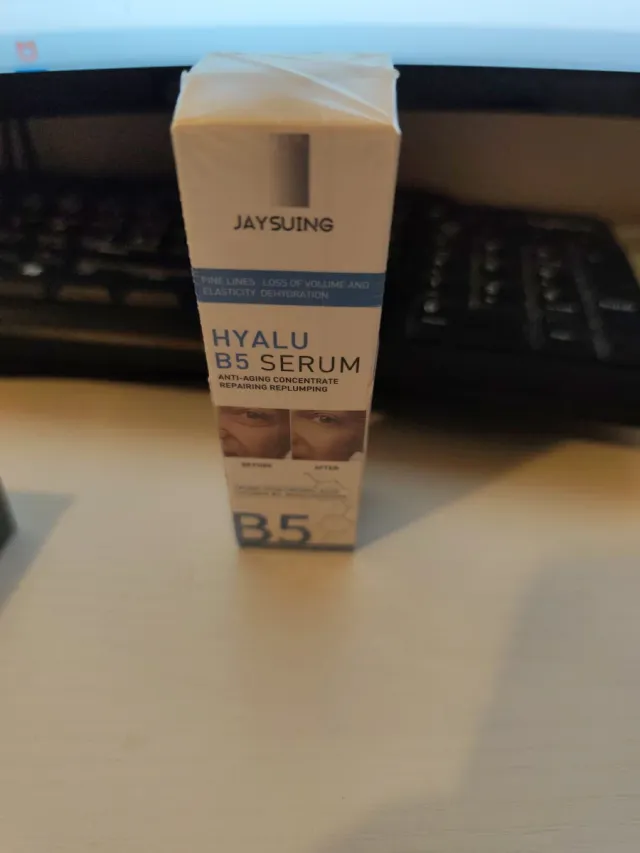 JAYSUING
FINE LINES LOSS OF VOLUME AND
ELASTICITY DEHYDRATION
HYALU
B5 SERUM
ANTI-AGING CONCENTRATE
REPAIRING REPLUMPING
BEFORE AFTER
B5